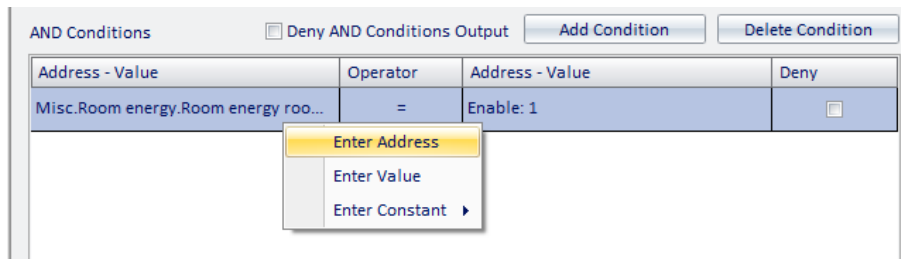 AND Conditions Deny AND Conditions Output Add Condition Delete Condition
Address - Value Operator Address - Value Deny
Misc.Room energy.Room energy roo... = Enable: 1
Enter Address
Enter Value
Enter Constant